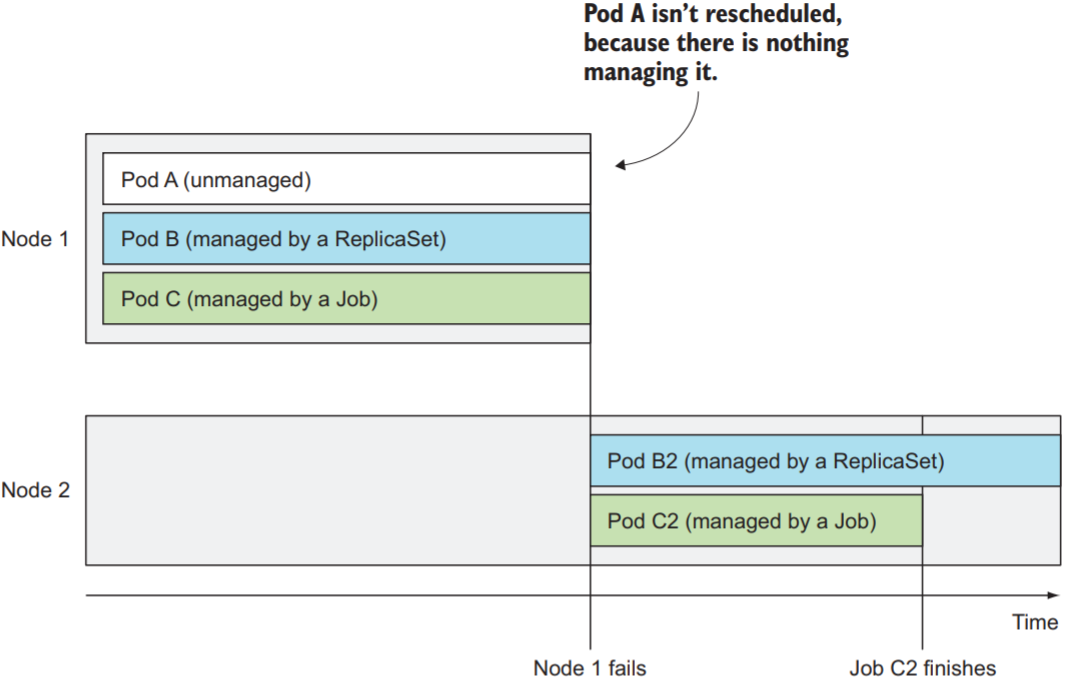 Pod A isn’t rescheduled,
because there is nothing
managing it.
Pod A (unmanaged)
Node 1
Pod B (managed by a ReplicaSet)
Pod C (managed by a Job)
Pod B2 (managed by a ReplicaSet)
Node 2
Pod C2 (managed by a Job)
Time
Node 1 fails
Job C2 finishes